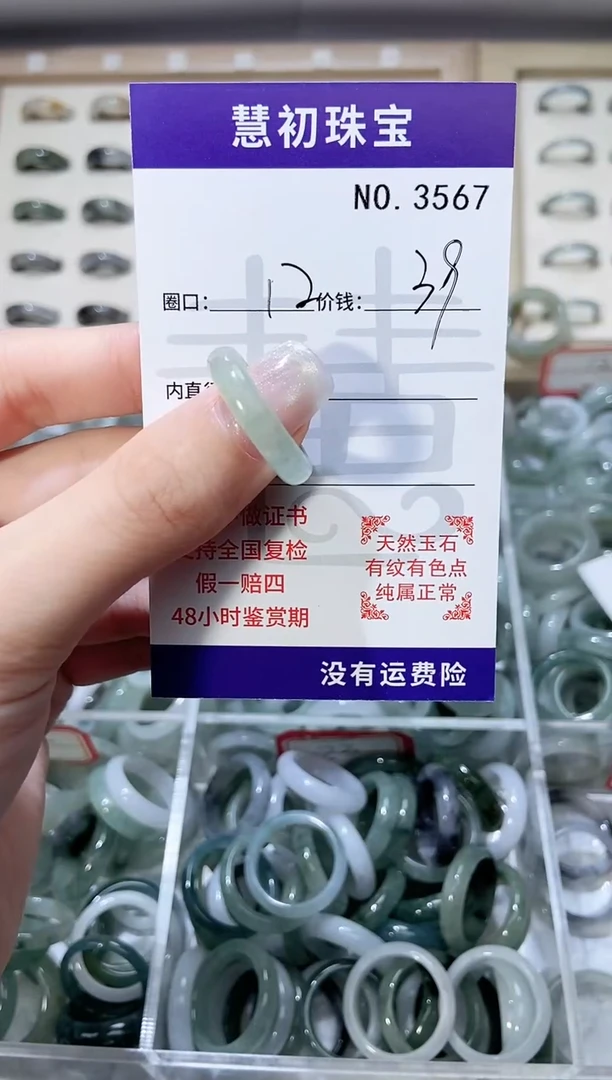 慧初珠宝
NO.3567
圈口: 12 价钱: 39
内直
做证书
持全国复检
假一赔四
48小时鉴赏期
天然玉石
有纹有色点
纯属正常
没有运费险